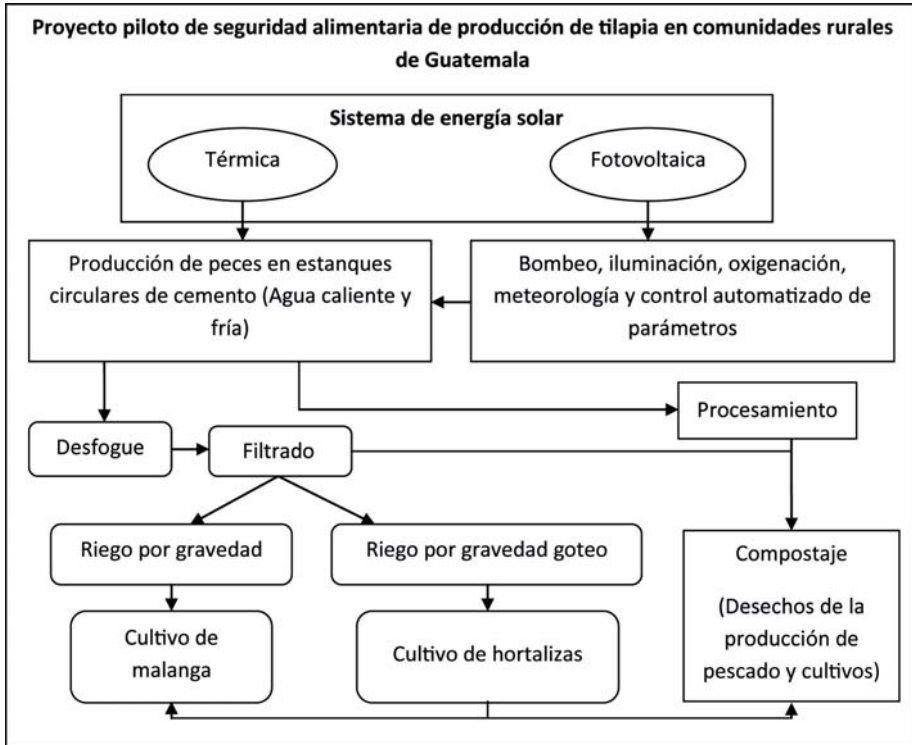 Proyecto piloto de seguridad alimentaria de producción de tilapia en comunidades rurales
de Guatemala
Sistema de energía solar
Térmica
Fotovoltaica
Producción de peces en estanques
circulares de cemento (Agua caliente y
fría)
Bombeo, iluminación, oxigenación,
meteorología y control automatizado de
parámetros
Procesamiento
Desfogue
Filtrado
Riego por gravedad
Riego por gravedad goteo
Compostaje
(Desechos de la
producción de
pescado y cultivos)
Cultivo de
malanga
Cultivo de hortalizas